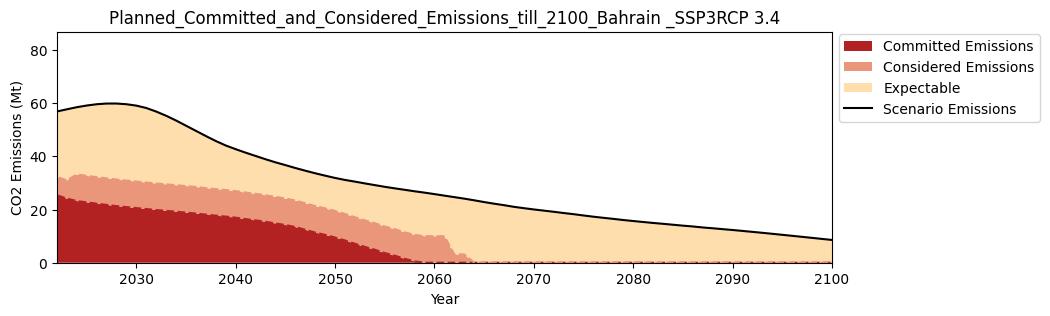 Planned_Committed_and_Considered_Emissions_till_2100_Bahrain _SSP3RCP 3.4
Committed Emissions
Considered Emissions
Expectable
Scenario Emissions
CO2 Emissions (Mt)
80
60
40
20
0
2030 2040 2050 2060 2070 2080 2090 2100
Year